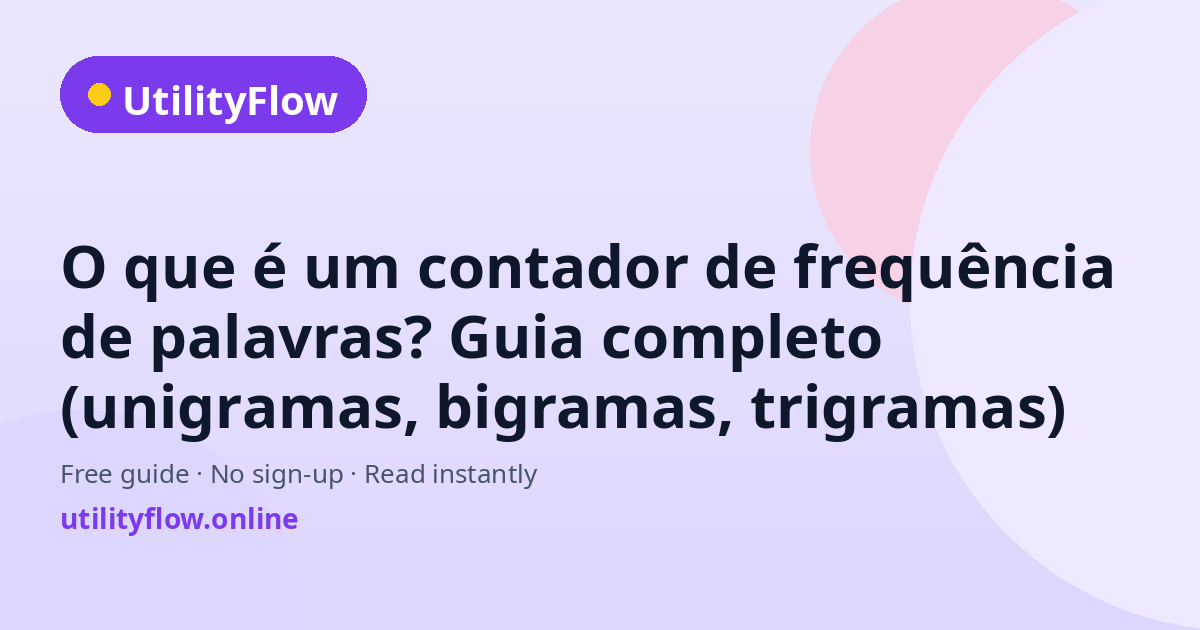 UtilityFlow
O que é um contador de frequência
de palavras? Guia completo
(unigramas, bigramas, trigramas)
Free guide · No sign-up · Read instantly
utilityflow.online